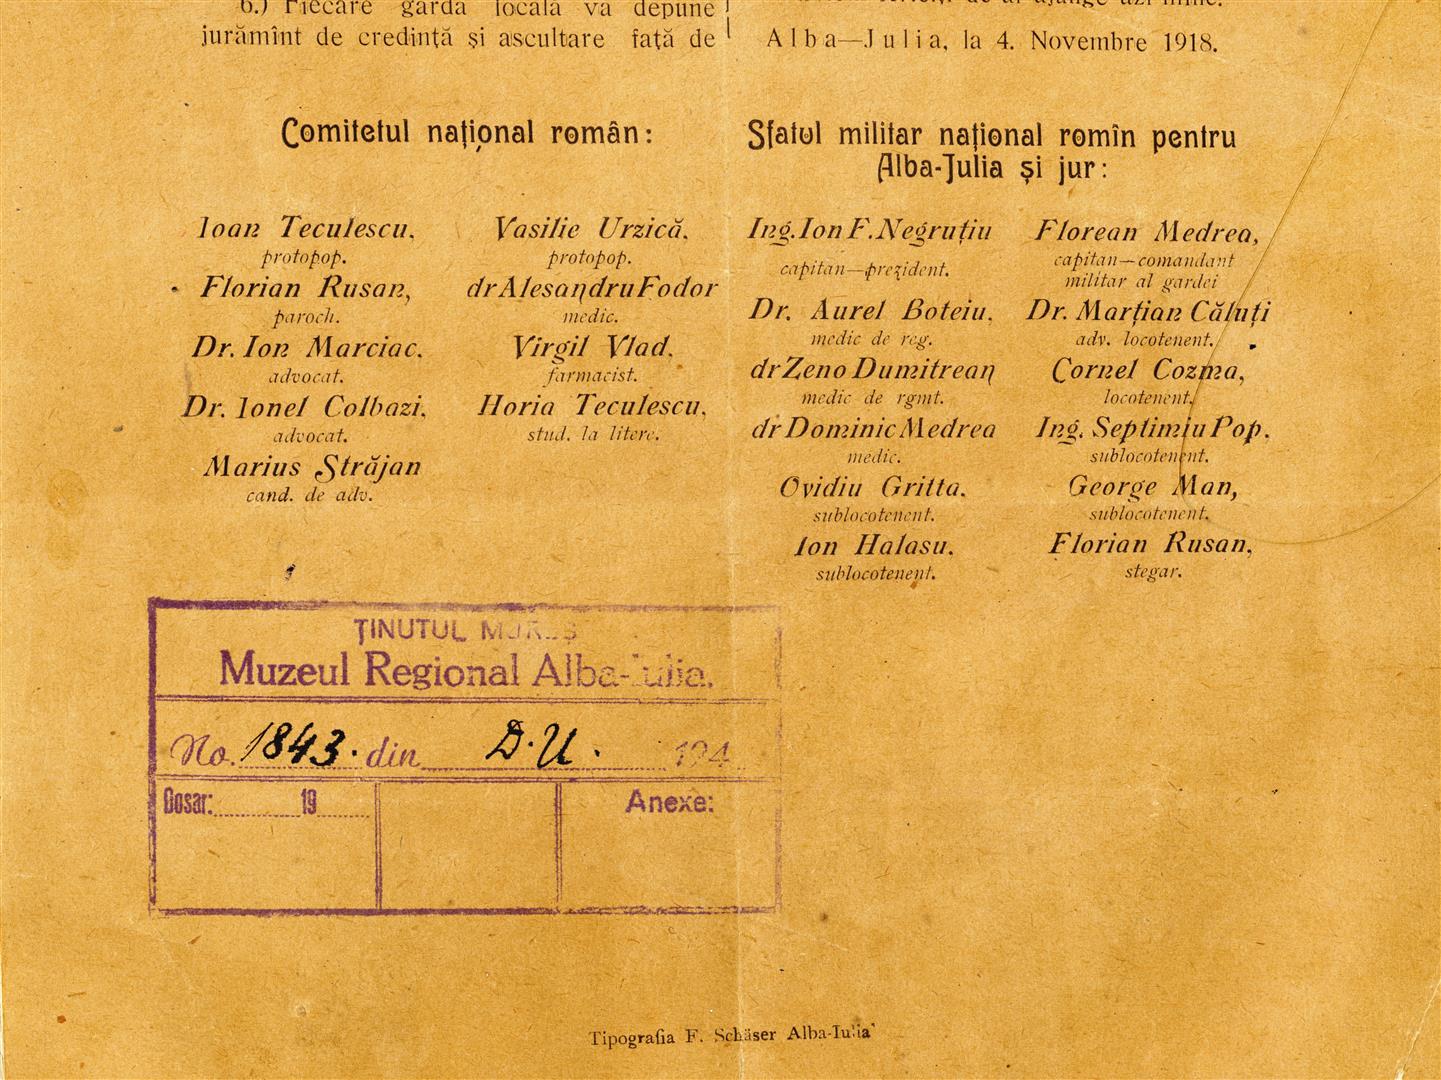 6.) Fiecare gardă locală va depune
jurămînt de credință și ascultare față de
Alba—Julia, la 4. Novembre 1918.
Comitetul național român:
Ioan Teculescu,
protopop.
Florian Rusan,
paroch.
Dr. Ion Marciac,
advocat.
Dr. Ionel Colbazi,
advocat.
Marius Străjan
cand. de adv.
Vasilie Urzică,
protopop.
dr Alesandru Fodor
medic.
Virgil Vlad,
farmacist.
Horia Teculescu,
stud. la litere.
Sfatul militar național romîn pentru
Alba-Julia și jur:
Ing. Ion F. Negruțiu
capitan—prezident.
Dr. Aurel Boteiu,
medic de reg.
dr Zeno Dumitrean
medic de rgmt.
dr Dominic Medrea
medic.
Ovidiu Gritta,
sublocotenent.
Ion Halasu,
sublocotenent.
Florean Medrea,
capitan—comandant
militar al gardei
Dr. Marțian Căluți
adv. locotenent.
Cornel Cozma,
locotenent.
Ing. Septimiu Pop.
sublocotenent.
George Man,
sublocotenent.
Florian Rusan,
stegar.
ȚINUTUL MUREȘ
Muzeul Regional Alba-Iulia.
No. 1843. din D.U. 194
Dosar: 19
Anexe:
Tipografia F. Schäser Alba-Iulia